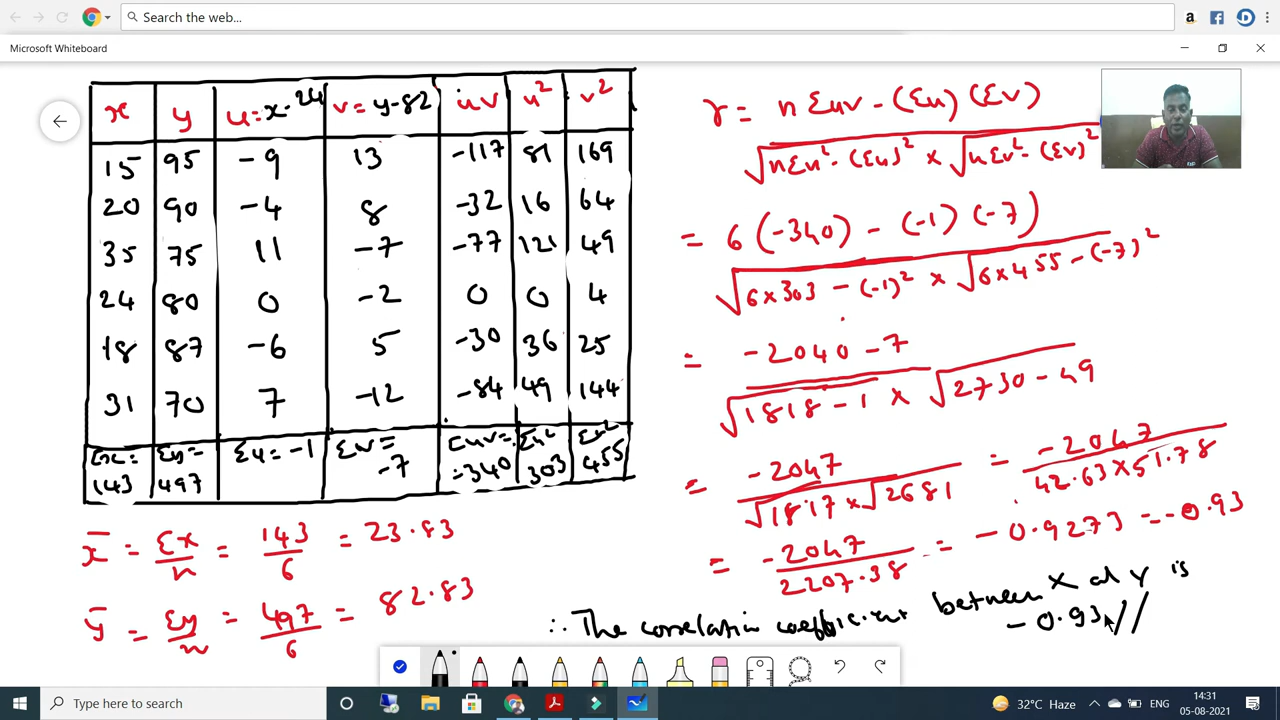 Search the web...
Microsoft Whiteboard
x y u=x-24 v=y-82 uv u² v²
15 95 -9 13 -117 81 169
20 90 -4 8 -32 16 64
35 75 11 -7 -77 121 49
24 80 0 -2 0 0 4
18 87 -6 5 -30 36 25
31 70 7 -12 -84 49 144
Σx=143 Σy=497 Σu=-1 Σv=-7 Σuv=-340 Σu² 303 Σv² 455
x̄ = Σx/n = 143/6 = 23.83
ȳ = Σy/n = 497/6 = 82.83
r = nΣuv-(Σu)(Σv) / √nΣu²-(Σu)² × √nΣv²-(Σv)²
= 6(-340) - (-1)(-7) / √6×303 - (-1)² × √6×455-(-7)²
= -2040-7 / √1818-1 × √2730-49
= -2047 / √1817×√2681 = -2047 / 42.63×51.78
= -2047 / 2207.38 = -0.9273 = -0.93
∴ The correlation coefficient between X and Y is
-0.93//
Type here to search
32°C Haze
ENG
14:31
05-08-2021